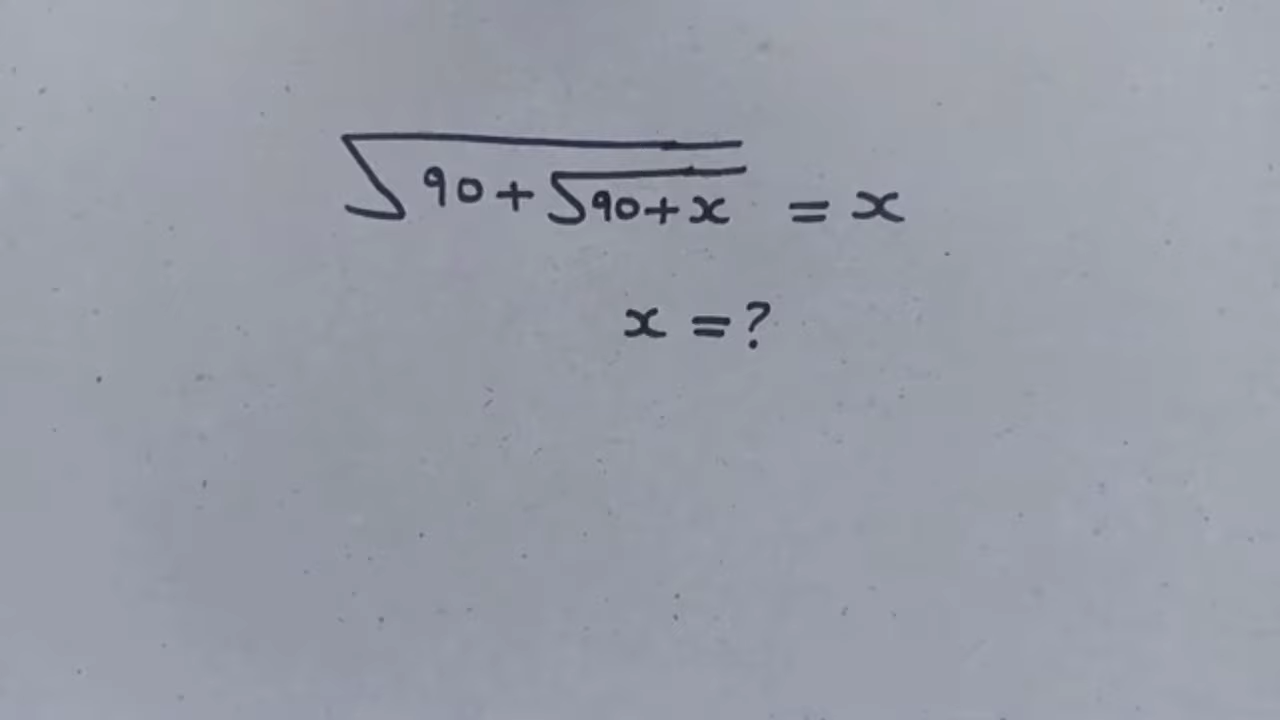 √(90+√(90+x)) = x
x = ?